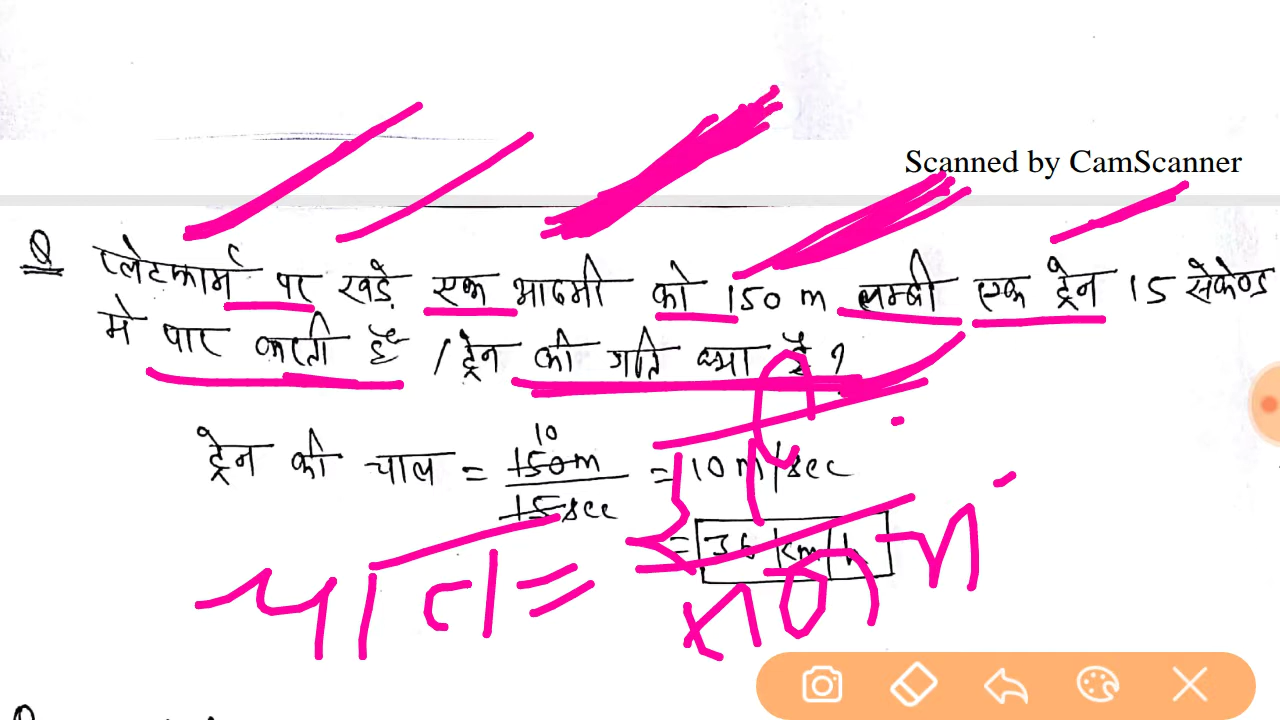 Scanned by CamScanner
Q प्लेटफार्म पर खड़े एक आदमी को 150 m लम्बी एक ट्रेन 15 सेकेण्ड
मे पार करती है / ट्रेन की गति क्या है ?
10
ट्रेन की चाल = 150m / 15sec = 10 m/sec
= 36 km/h